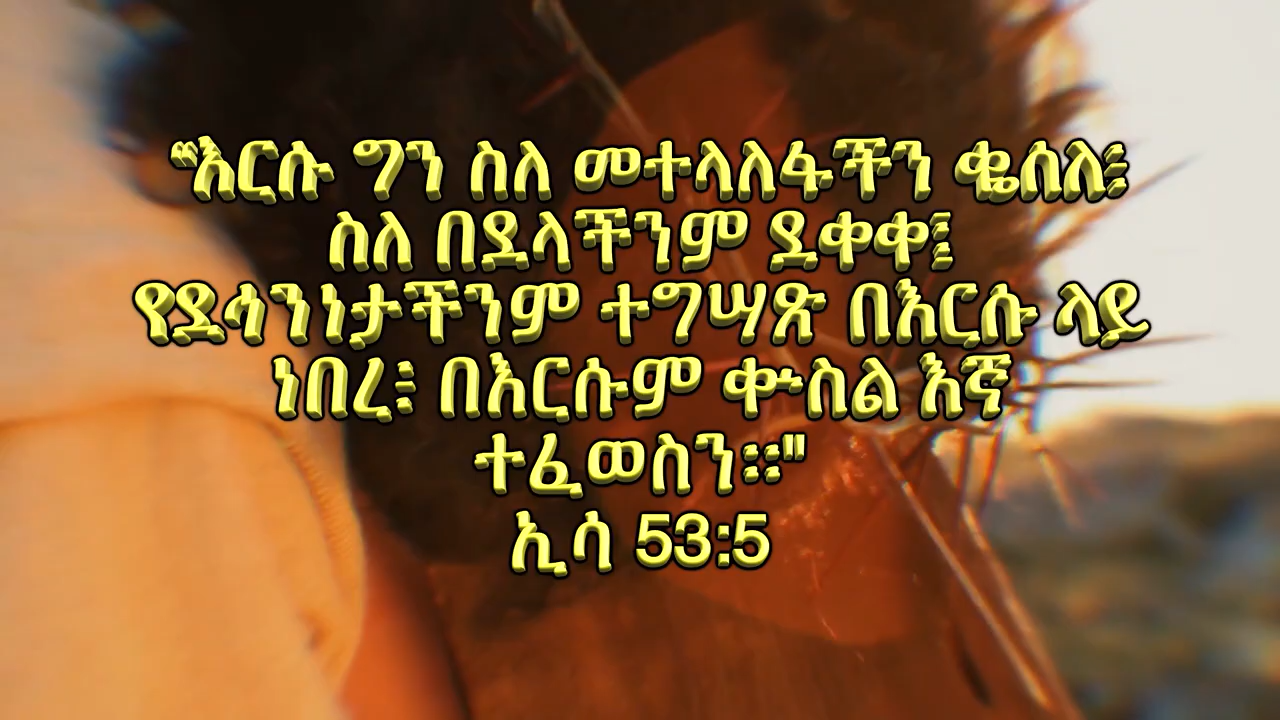 “እርሱ ግን ስለ መተላለፋችን ቈሰለ፥
ስለ በደላችንም ደቀቀ፤
የደኅንነታችንም ተግሣጽ በእርሱ ላይ
ነበረ፥ በእርሱም ቍስል እኛ
ተፈወስን።"
ኢሳ 53:5